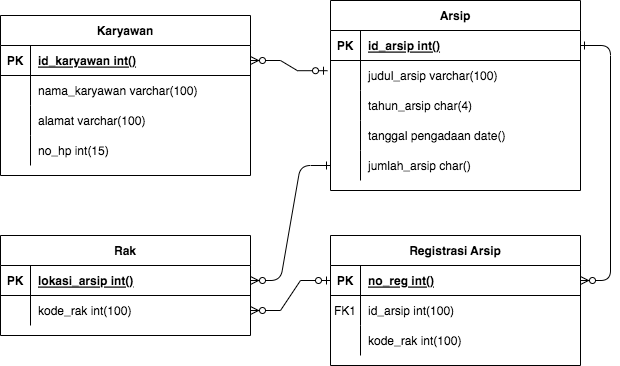 Karyawan
PK id_karyawan int()
nama_karyawan varchar(100)
alamat varchar(100)
no_hp int(15)
Arsip
PK id_arsip int()
judul_arsip varchar(100)
tahun_arsip char(4)
tanggal pengadaan date()
jumlah_arsip char()
Rak
PK lokasi_arsip int()
kode_rak int(100)
Registrasi Arsip
PK no_reg int()
FK1 id_arsip int(100)
kode_rak int(100)